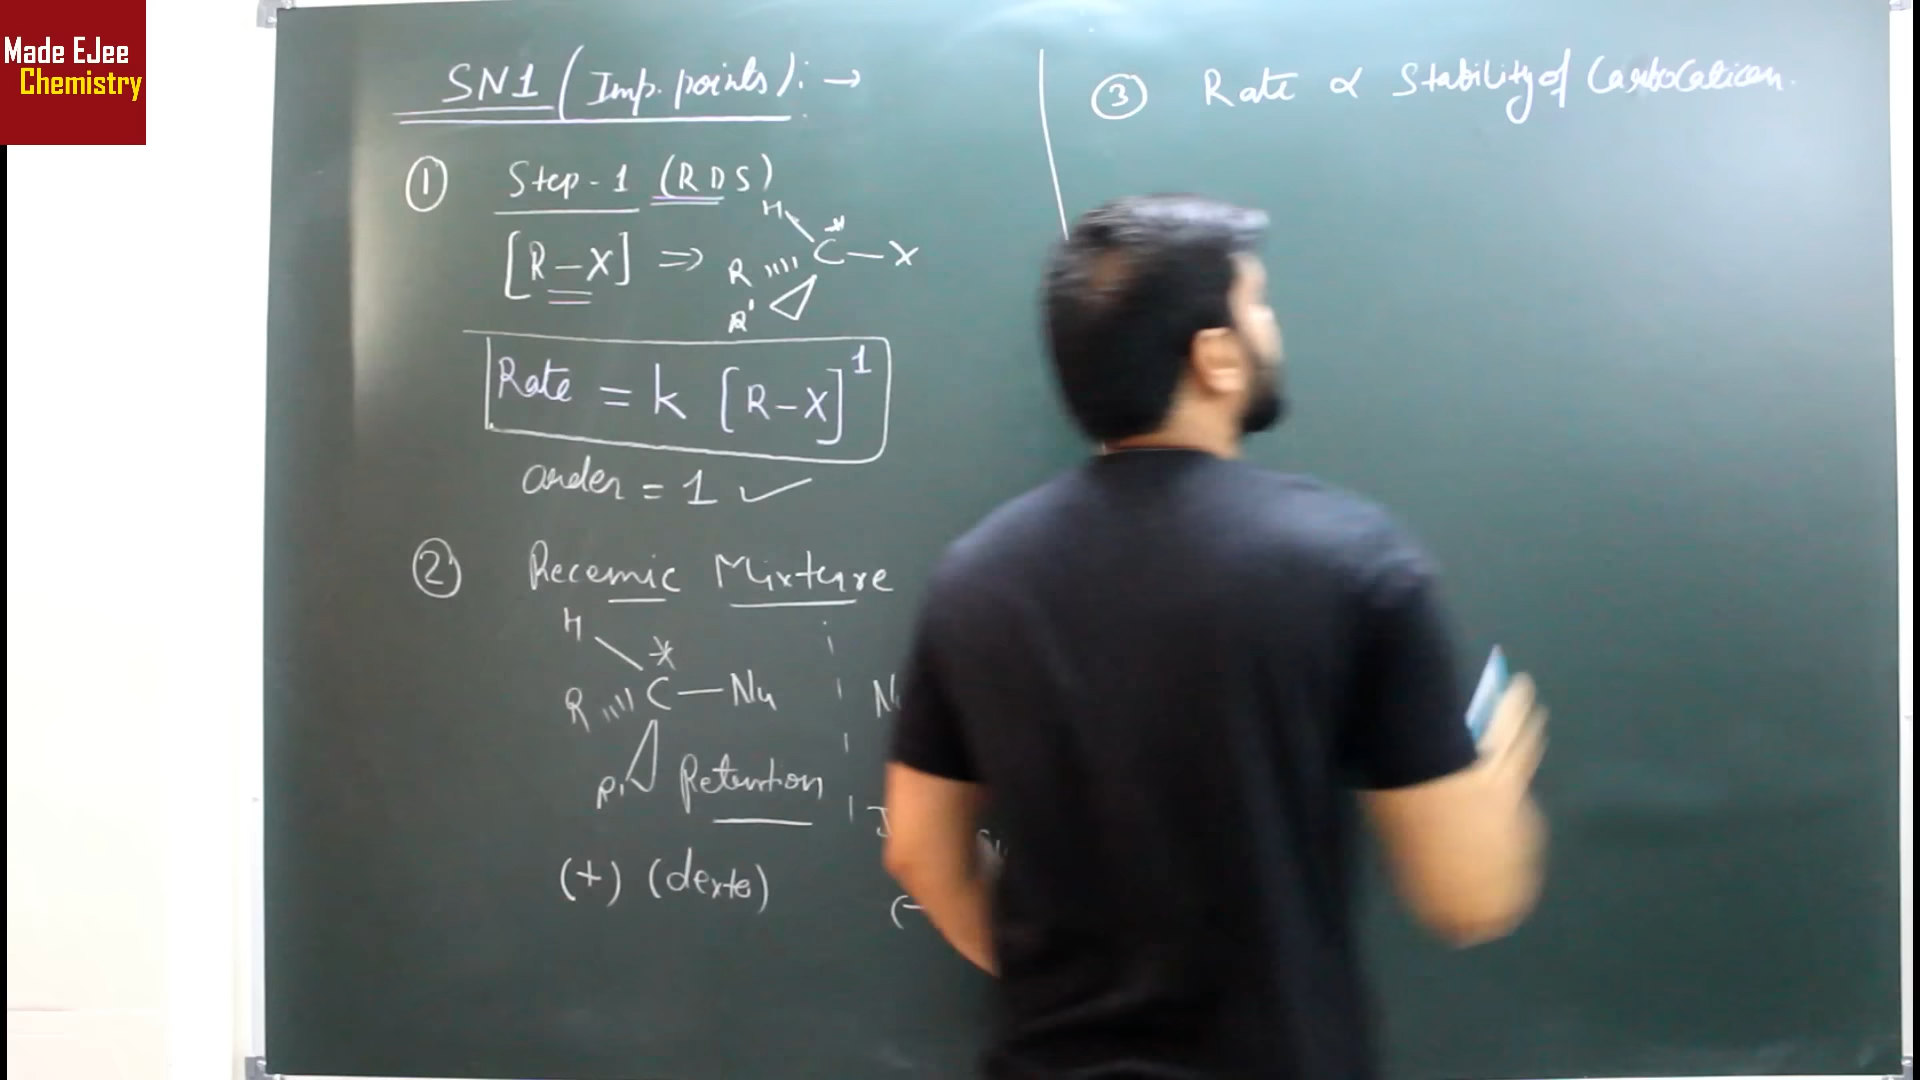 Made EJee
Chemistry
SN1 (Imp. points): →
① Step-1 (RDS)
[R-X] ⇒
H
R C* - X
R'
Rate = k [R-X]¹
order = 1 ✓
② Recemic Mixture
H
R C* - Nu
R'
Retention
(+) (dexto)
(-
③ Rate ∝ Stability of Carbocation.